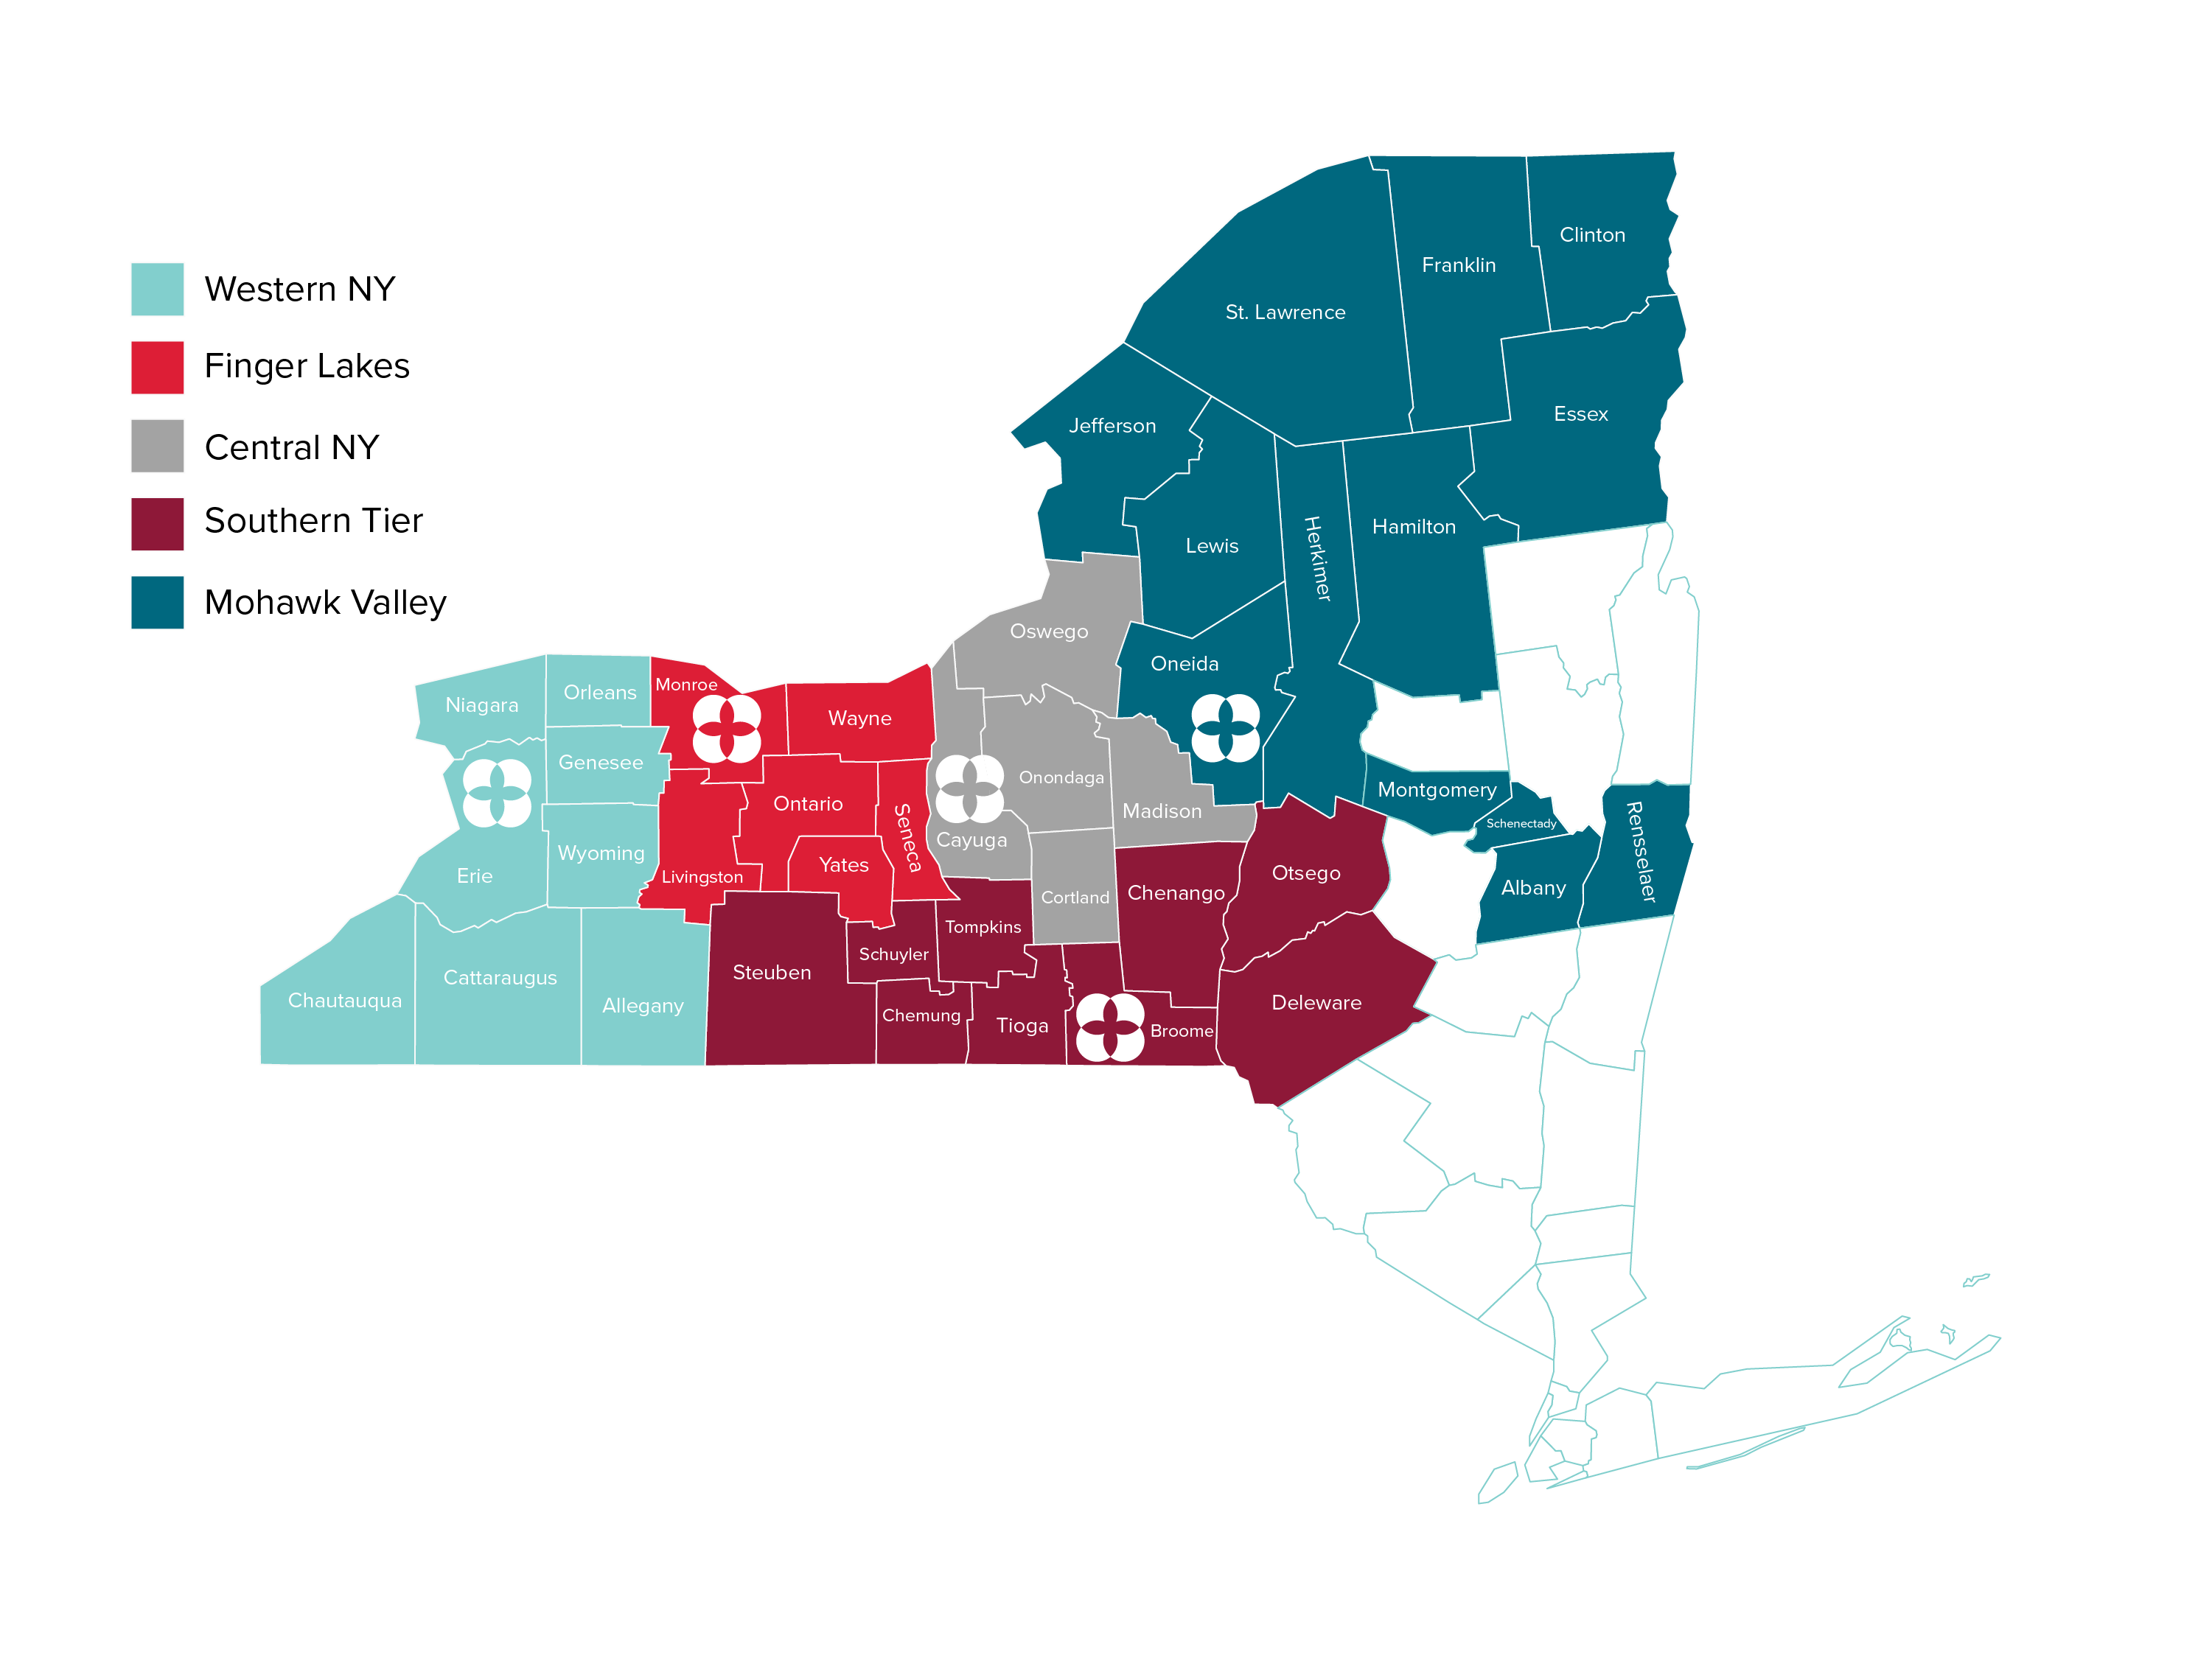 Western NY
Finger Lakes
Central NY
Southern Tier
Mohawk Valley
Clinton
Franklin
St. Lawrence
Essex
Jefferson
Hamilton
Lewis
Herkimer
Oswego
Oneida
Monroe
Orleans
Niagara
Wayne
Genesee
Onondaga
Montgomery
Ontario
Madison
Schenectady
Seneca
Cayuga
Rensselaer
Wyoming
Yates
Otsego
Erie
Livingston
Albany
Chenango
Cortland
Tompkins
Schuyler
Steuben
Cattaraugus
Chautauqua
Deleware
Allegany
Chemung
Tioga
Broome